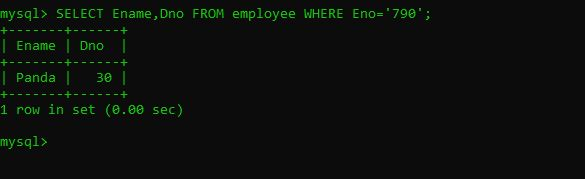 mysql> SELECT Ename,Dno FROM employee WHERE Eno='790';
+-------+------+
| Ename | Dno  |
+-------+------+
| Panda |   30 |
+-------+------+
1 row in set (0.00 sec)
mysql>